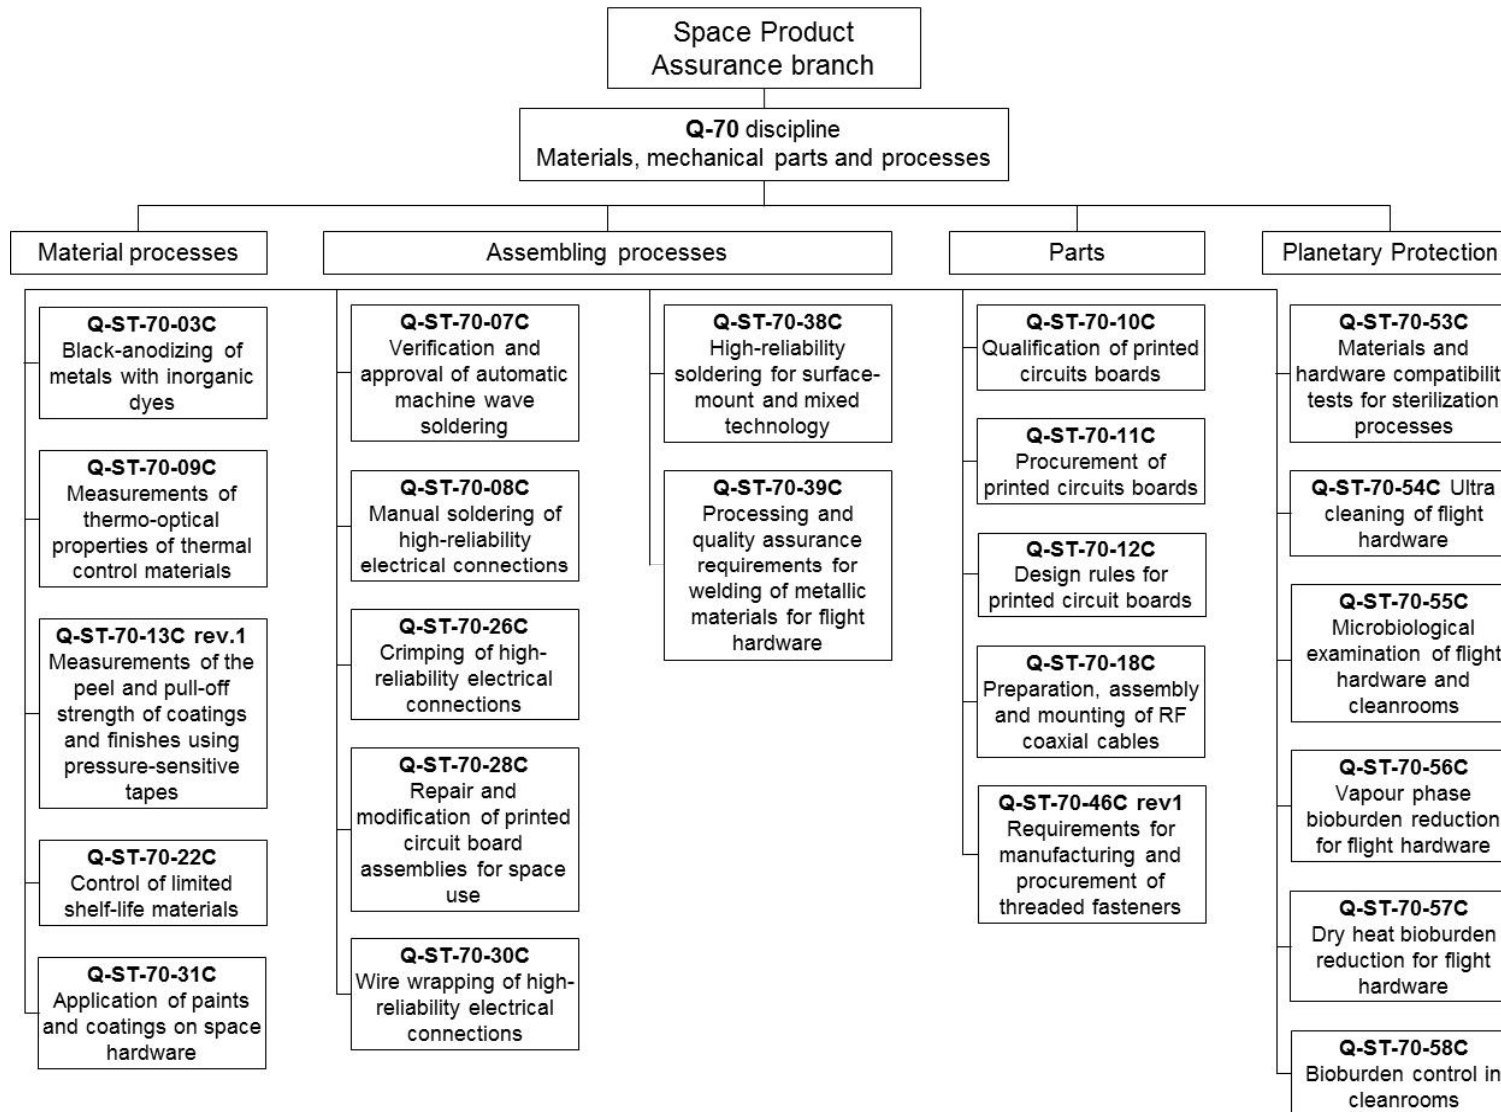 Space Product
Assurance branch
Q-70 discipline
Materials, mechanical parts and processes
Material processes
Assembling processes
Parts
Planetary Protection
Q-ST-70-03C
Black-anodizing of
metals with inorganic
dyes
Q-ST-70-09C
Measurements of
thermo-optical
properties of thermal
control materials
Q-ST-70-13C rev.1
Measurements of the
peel and pull-off
strength of coatings
and finishes using
pressure-sensitive
tapes
Q-ST-70-22C
Control of limited
shelf-life materials
Q-ST-70-31C
Application of paints
and coatings on space
hardware
Q-ST-70-07C
Verification and
approval of automatic
machine wave
soldering
Q-ST-70-08C
Manual soldering of
high-reliability
electrical connections
Q-ST-70-26C
Crimping of high-
reliability electrical
connections
Q-ST-70-28C
Repair and
modification of printed
circuit board
assemblies for space
use
Q-ST-70-30C
Wire wrapping of high-
reliability electrical
connections
Q-ST-70-38C
High-reliability
soldering for surface-
mount and mixed
technology
Q-ST-70-39C
Processing and
quality assurance
requirements for
welding of metallic
materials for flight
hardware
Q-ST-70-10C
Qualification of printed
circuits boards
Q-ST-70-11C
Procurement of
printed circuits boards
Q-ST-70-12C
Design rules for
printed circuit boards
Q-ST-70-18C
Preparation, assembly
and mounting of RF
coaxial cables
Q-ST-70-46C rev1
Requirements for
manufacturing and
procurement of
threaded fasteners
Q-ST-70-53C
Materials and
hardware compatibility
tests for sterilization
processes
Q-ST-70-54C Ultra
cleaning of flight
hardware
Q-ST-70-55C
Microbiological
examination of flight
hardware and
cleanrooms
Q-ST-70-56C
Vapour phase
bioburden reduction
for flight hardware
Q-ST-70-57C
Dry heat bioburden
reduction for flight
hardware
Q-ST-70-58C
Bioburden control in
cleanrooms